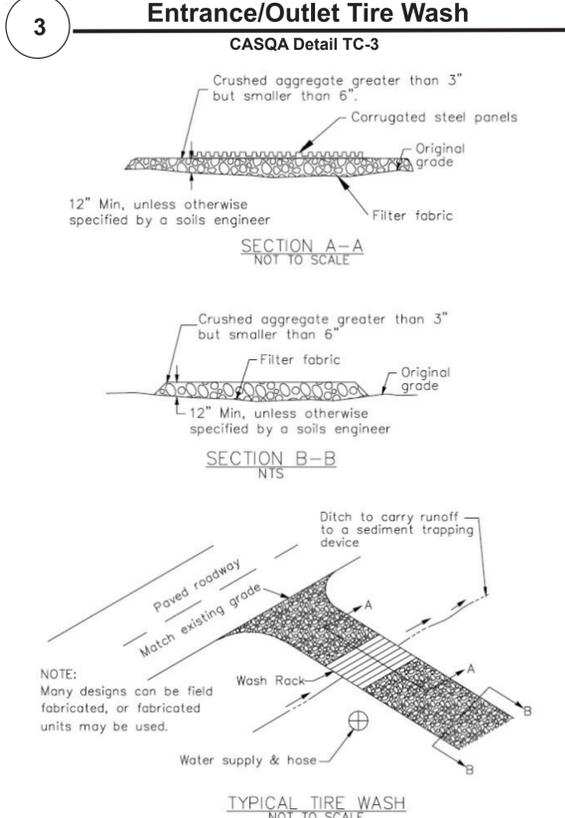 3
Entrance/Outlet Tire Wash
CASQA Detail TC-3
Crushed aggregate greater than 3"
but smaller than 6".
Corrugated steel panels
Original
grade
12" Min, unless otherwise
specified by a soils engineer
Filter fabric
SECTION A-A
NOT TO SCALE
Crushed aggregate greater than 3"
but smaller than 6"
Filter fabric
Original
grade
12" Min, unless otherwise
specified by a soils engineer
SECTION B-B
NTS
Ditch to carry runoff
to a sediment trapping
device
Paved roadway
Match existing grade
A
A
NOTE:
Many designs can be field
fabricated, or fabricated
units may be used.
Wash Rack
B
Water supply & hose
B
TYPICAL TIRE WASH
NOT TO SCALE